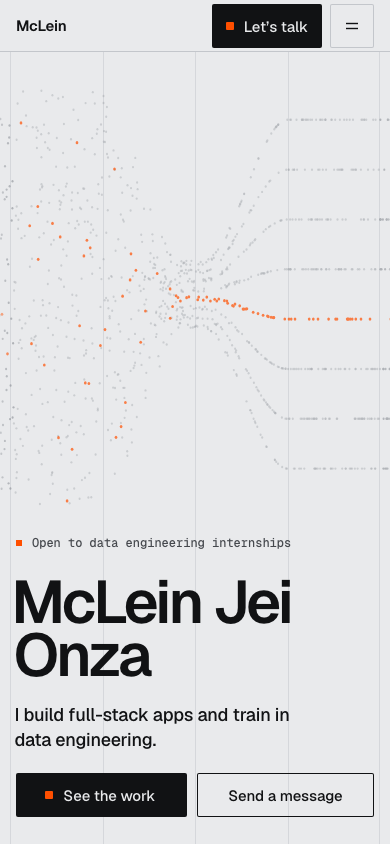 McLein
Let's talk
Open to data engineering internships
McLein Jei
Onza
I build full-stack apps and train in
data engineering.
See the work
Send a message